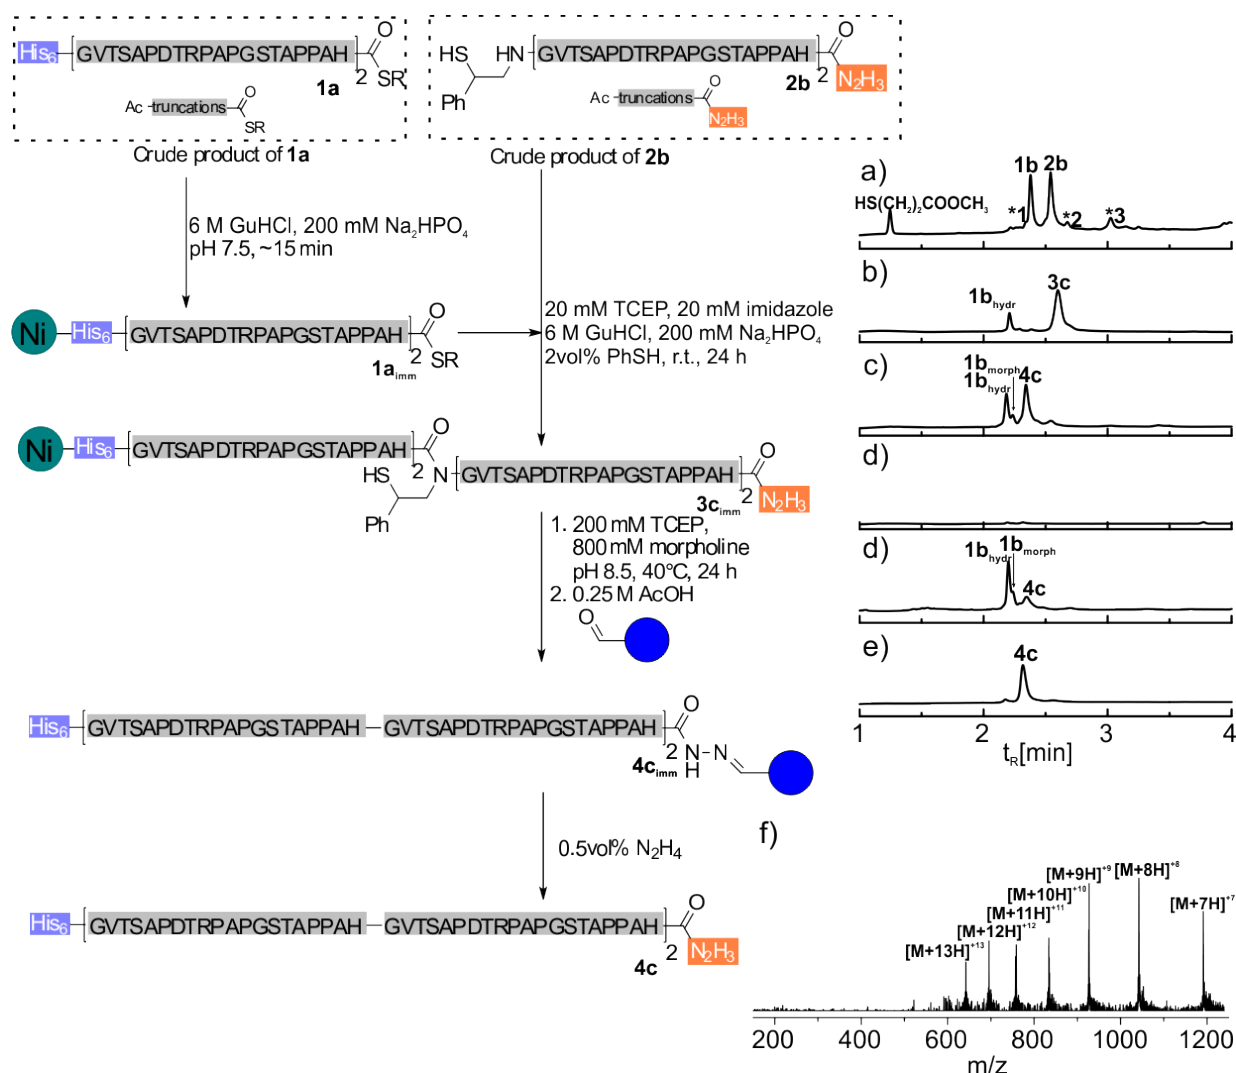 His6 GVTSAPDTRPAPGSTAPPAH 2 O SR
1a
Ac truncations O SR
Crude product of 1a
HS HN GVTSAPDTRPAPGSTAPPAH 2 O N2H3
Ph
2b
Ac truncations O N2H3
Crude product of 2b
6 M GuHCl, 200 mM Na2HPO4
pH 7.5, ~15 min
Ni His6 GVTSAPDTRPAPGSTAPPAH 2 O SR
1aimm
20 mM TCEP, 20 mM imidazole
6 M GuHCl, 200 mM Na2HPO4
2vol% PhSH, r.t., 24 h
Ni His6 GVTSAPDTRPAPGSTAPPAH 2 O
HS N GVTSAPDTRPAPGSTAPPAH 2 O N2H3
Ph
3cimm
1. 200 mM TCEP,
800 mM morpholine
pH 8.5, 40°C, 24 h
2. 0.25 M AcOH
O
His6 GVTSAPDTRPAPGSTAPPAH GVTSAPDTRPAPGSTAPPAH 2 O
N N
H
4cimm
0.5vol% N2H4
His6 GVTSAPDTRPAPGSTAPPAH GVTSAPDTRPAPGSTAPPAH 2 O N2H3
4c
a)
1b 2b
HS(CH2)2COOCH3
*1 *2 *3
b)
1bhydr 3c
c)
1bmorph 4c
1bhydr
d)
d)
1bhydr 1bmorph
4c
e)
4c
1 2 3 4
tR[min]
f)
[M+13H]+13
[M+12H]+12
[M+11H]+11
[M+10H]+10
[M+9H]+9
[M+8H]+8
[M+7H]+7
200 400 600 800 1000 1200
m/z